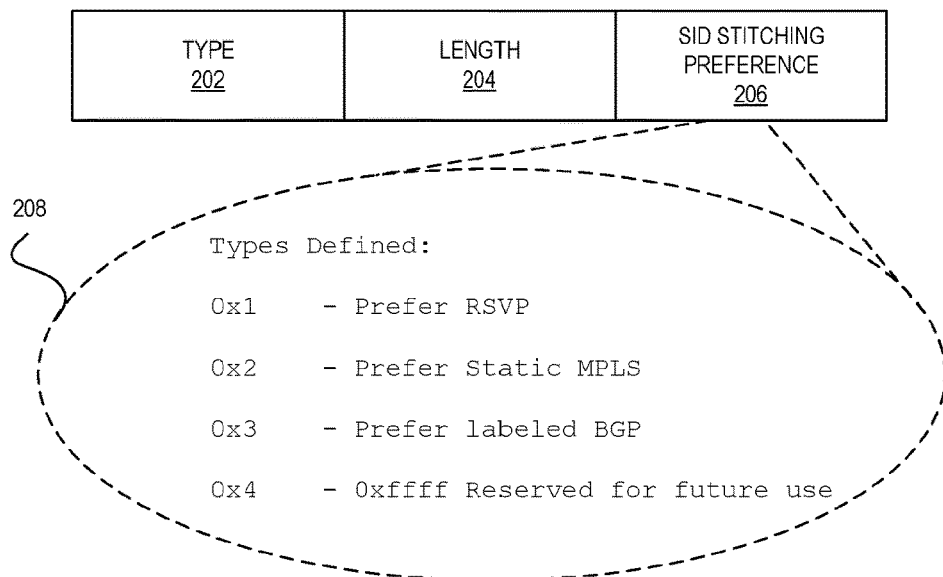 TYPE
202
LENGTH
204
SID STITCHING
PREFERENCE
206
208
Types Defined:
0x1 - Prefer RSVP
0x2 - Prefer Static MPLS
0x3 - Prefer labeled BGP
0x4 - 0xffff Reserved for future use